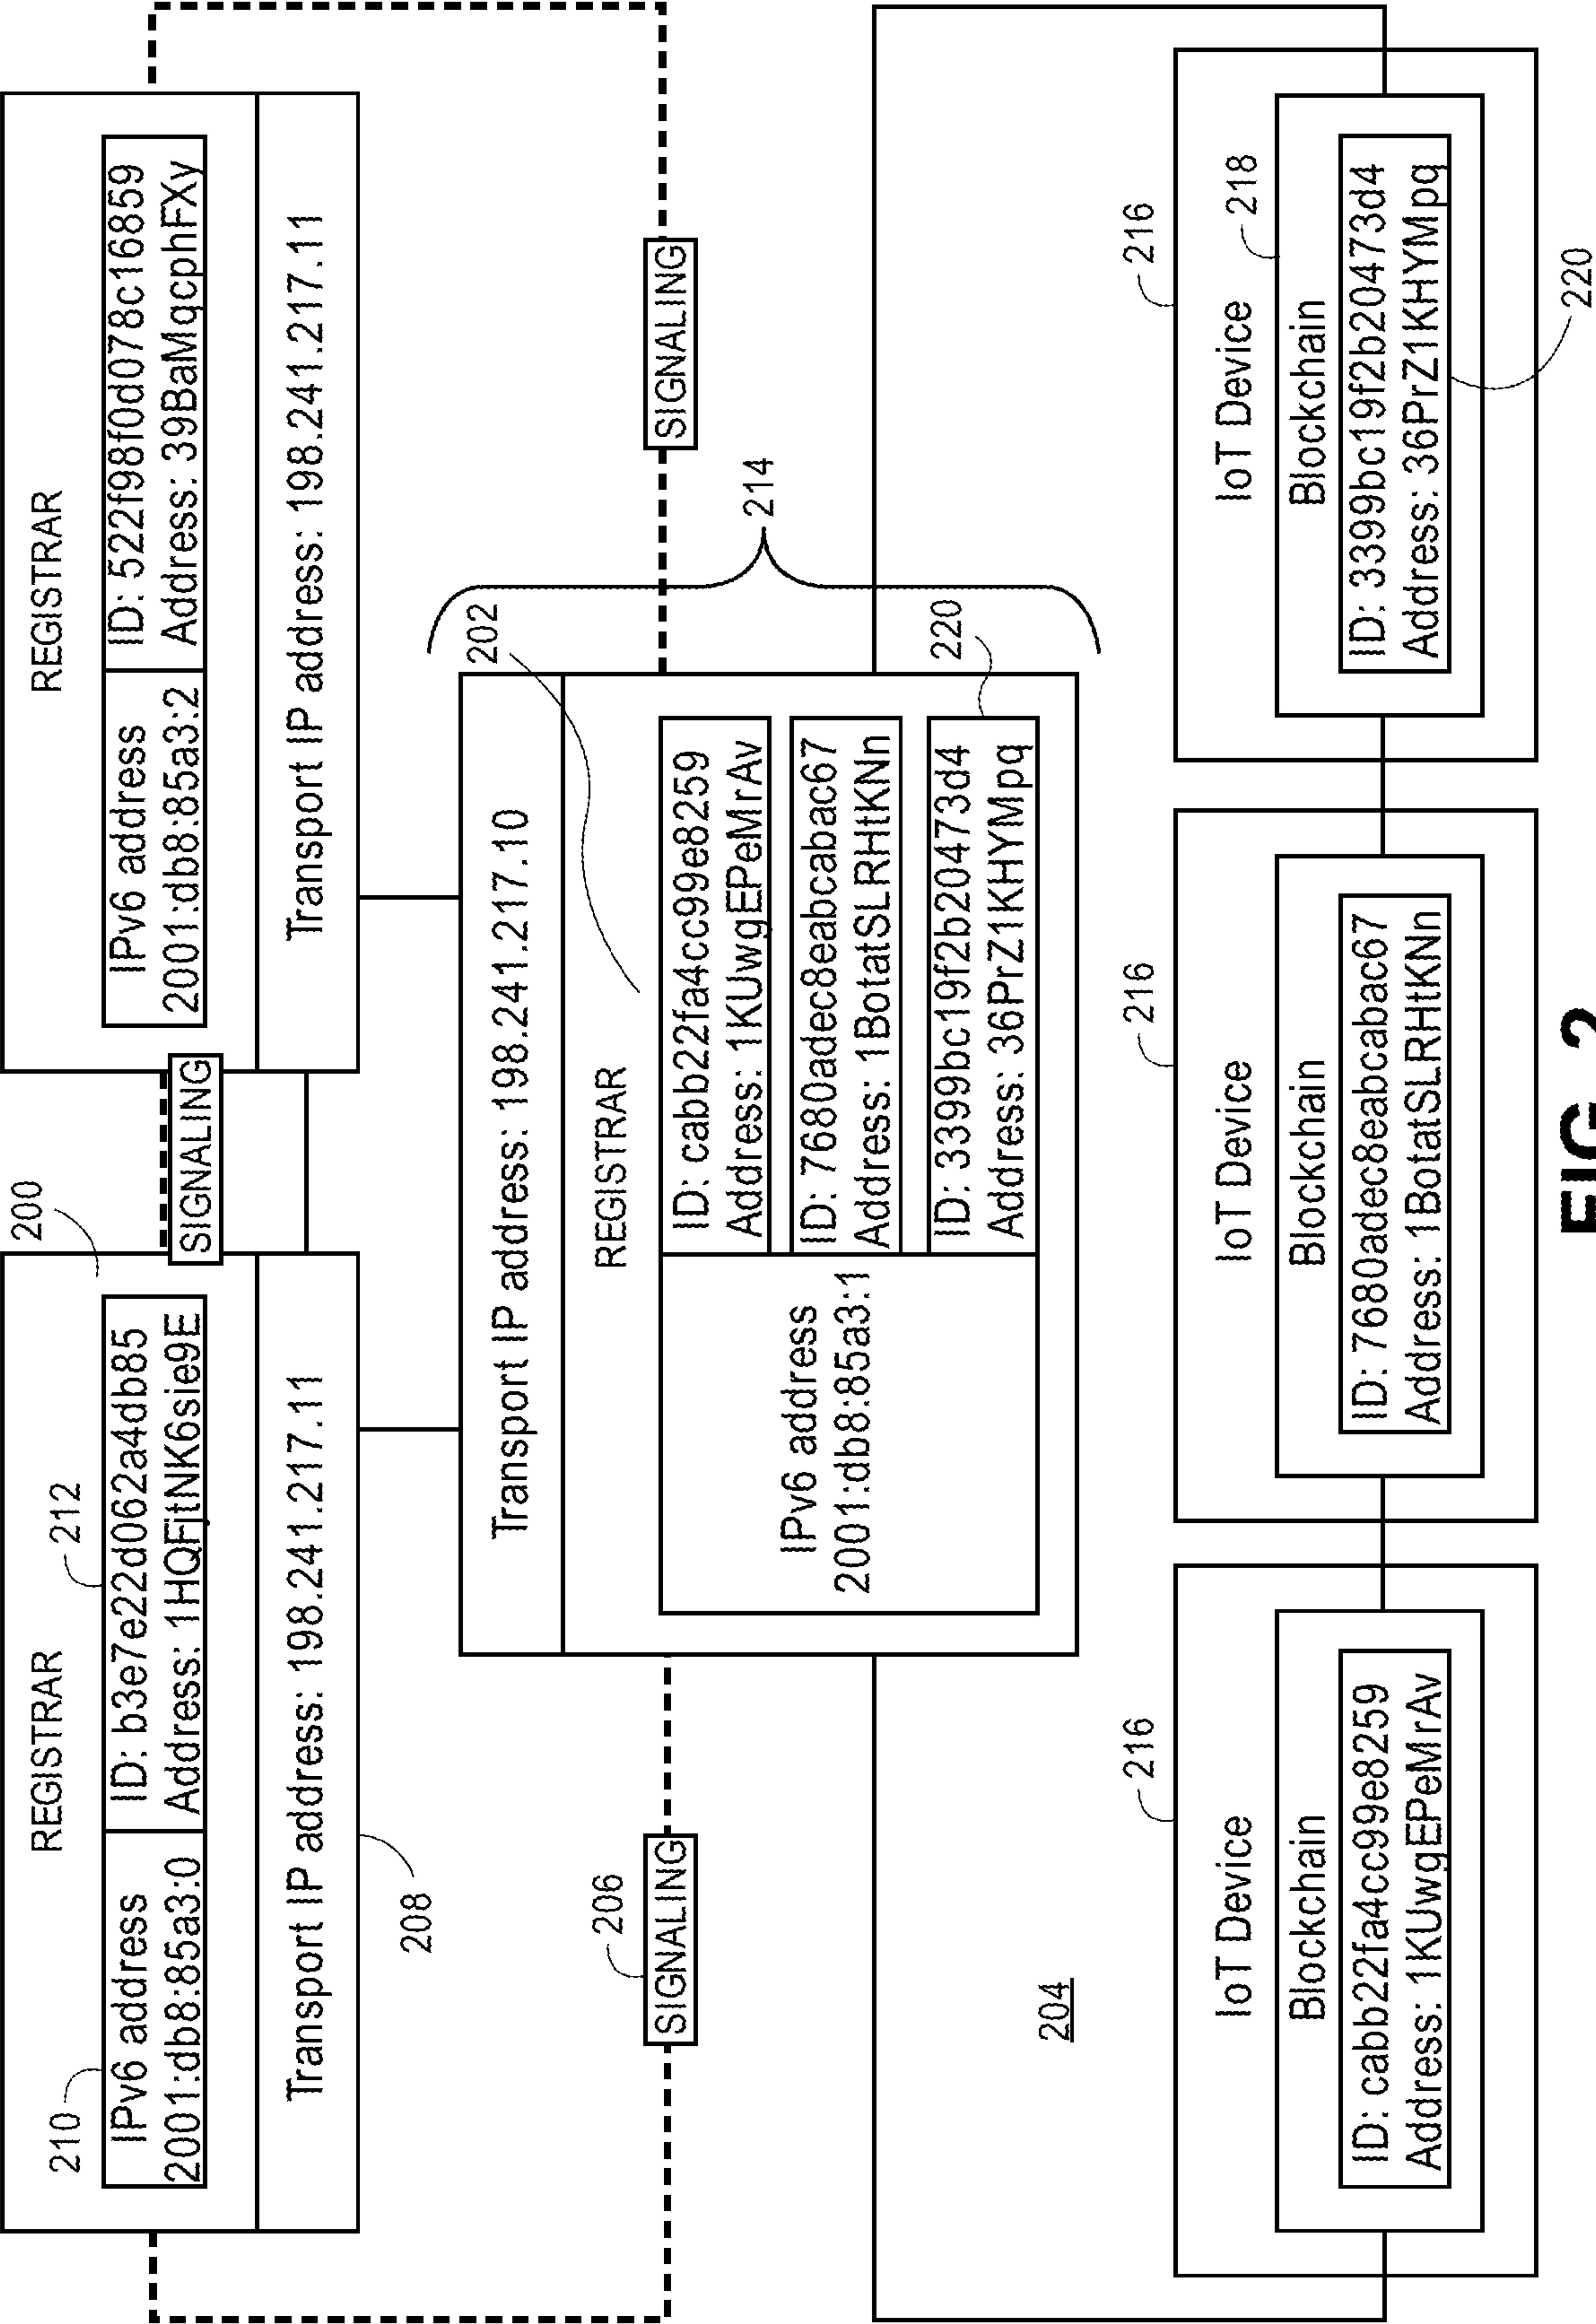 200
REGISTRAR
212
210
IPv6 address
2001:db8:85a3:0
ID: b3e7e22d062a4db85
Address: 1HQFjtNK6sie9E
Transport IP address: 198.241.217.11
208
SIGNALING
REGISTRAR
IPv6 address
2001:db8:85a3:2
ID: 522f98f0d078c16859
Address: 39BaMqcphFXy
Transport IP address: 198.241.217.11
206
SIGNALING
202
SIGNALING
214
Transport IP address: 198.241.217.10
REGISTRAR
IPv6 address
2001:db8:85a3:1
ID: cabb22fa4cc99e8259
Address: 1KUwgEPeMrAv
ID: 7680adec8eabcabac67
Address: 1BotatSLRHtKNn
220
ID: 3399bc19f2b20473d4
Address: 36PrZ1KHYMpq
204
216
IoT Device
Blockchain
ID: cabb22fa4cc99e8259
Address: 1KUwgEPeMrAv
216
IoT Device
Blockchain
ID: 7680adec8eabcabac67
Address: 1BotatSLRHtKNn
216
IoT Device
218
Blockchain
ID: 3399bc19f2b20473d4
Address: 36PrZ1KHYMpq
220
FIG. 2